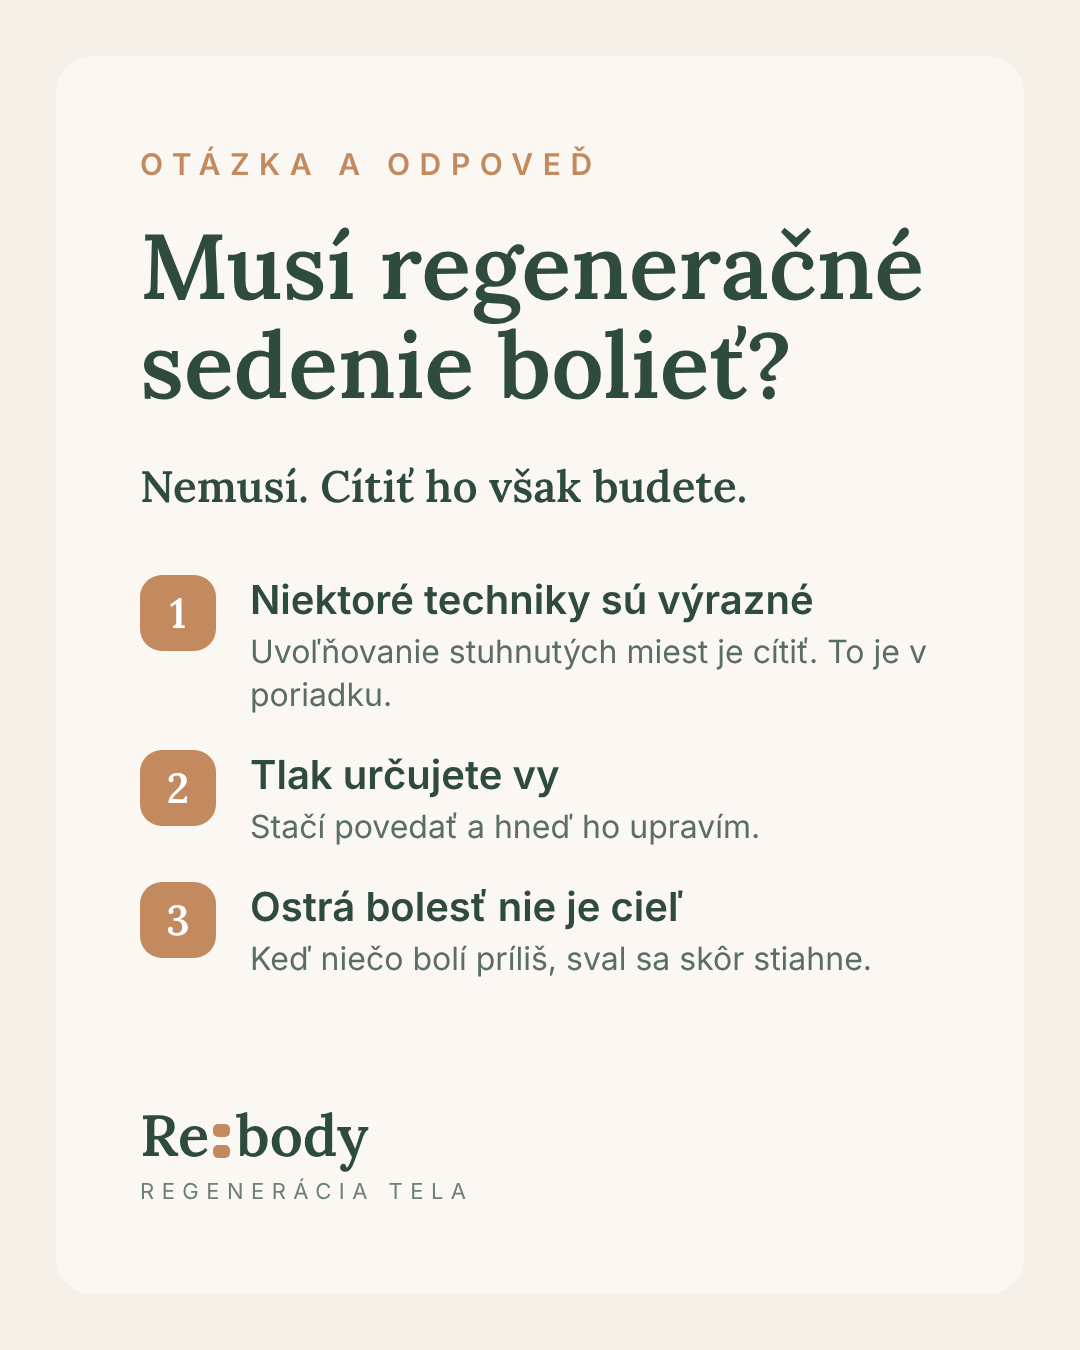 OTÁZKA A ODPOVEĎ
Musí regeneračné
sedenie bolieť?
Nemusí. Cítiť ho však budete.
1
Niektoré techniky sú výrazné
Uvoľňovanie stuhnutých miest je cítiť. To je v
poriadku.
2
Tlak určujete vy
Stačí povedať a hneď ho upravím.
3
Ostrá bolesť nie je cieľ
Keď niečo bolí príliš, sval sa skôr stiahne.
Re:body
REGENERÁCIA TELA